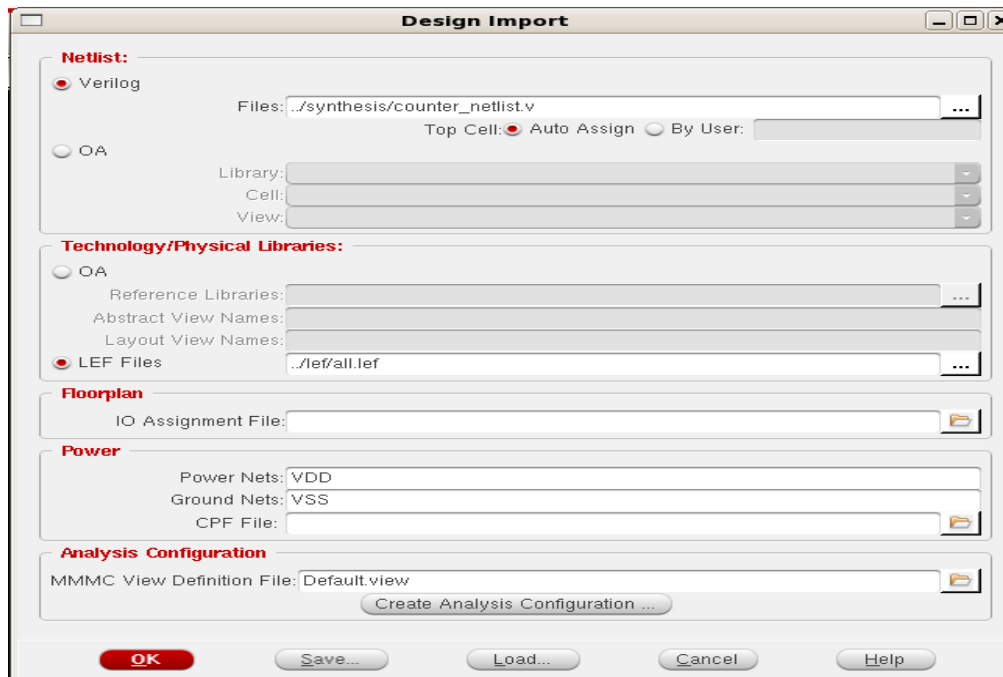 Design Import
Netlist:
Verilog
Files: ../synthesis/counter_netlist.v ...
Top Cell: Auto Assign By User:
OA
Library:
Cell:
View:
Technology/Physical Libraries:
OA
Reference Libraries: ...
Abstract View Names:
Layout View Names:
LEF Files ../lef/all.lef ...
Floorplan
IO Assignment File:
Power
Power Nets: VDD
Ground Nets: VSS
CPF File:
Analysis Configuration
MMMC View Definition File: Default.view
Create Analysis Configuration ...
OK Save... Load... Cancel Help